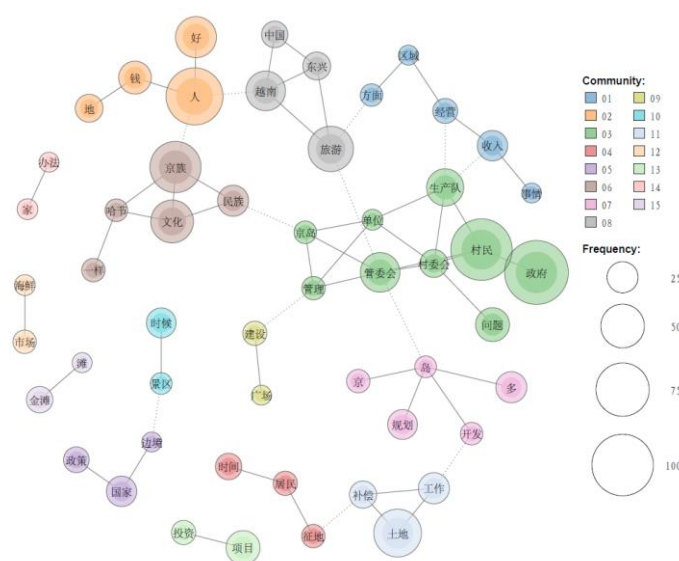 好
中国
东兴
区域
钱
人
越南
方面
地
经营
旅游
收入
办法
京族
生产队
家
哈节
文化
民族
单位
事情
京岛
村民
一样
管委会
村委会
政府
海鲜
管理
时候
建设
问题
市场
滩
岛
金滩
景区
广场
京
多
规划
开发
边境
政策
国家
时间
居民
补偿
工作
投资
项目
征地
土地
Community:
01
09
02
10
03
11
04
12
05
13
06
14
07
15
08
Frequency:
25
50
75
100